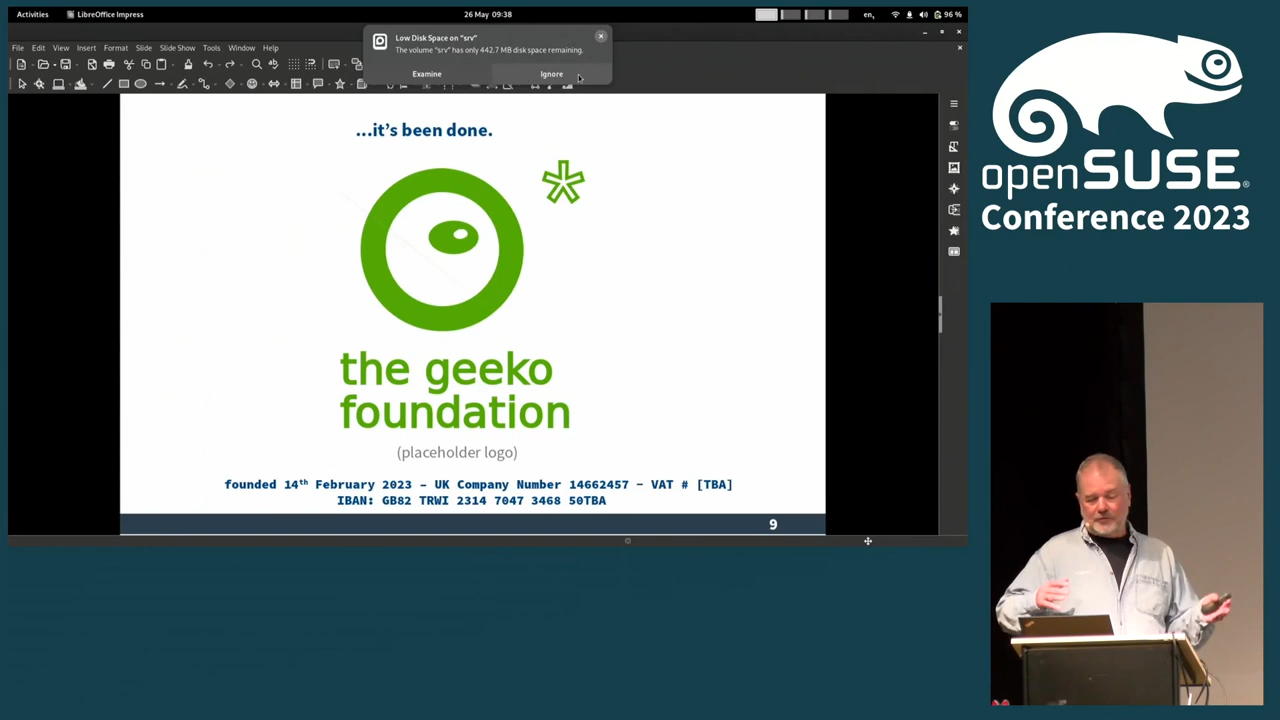 Activities
LibreOffice Impress
26 May 09:38
en,
96 %
Low Disk Space on “srv”
The volume “srv” has only 442.7 MB disk space remaining.
Examine
Ignore
File Edit View Insert Format Slide Slide Show Tools Window Help
...it’s been done.
*
the geeko
foundation
(placeholder logo)
founded 14th February 2023 – UK Company Number 14662457 – VAT # [TBA]
IBAN: GB82 TRWI 2314 7047 3468 50TBA
9
openSUSE®
Conference 2023